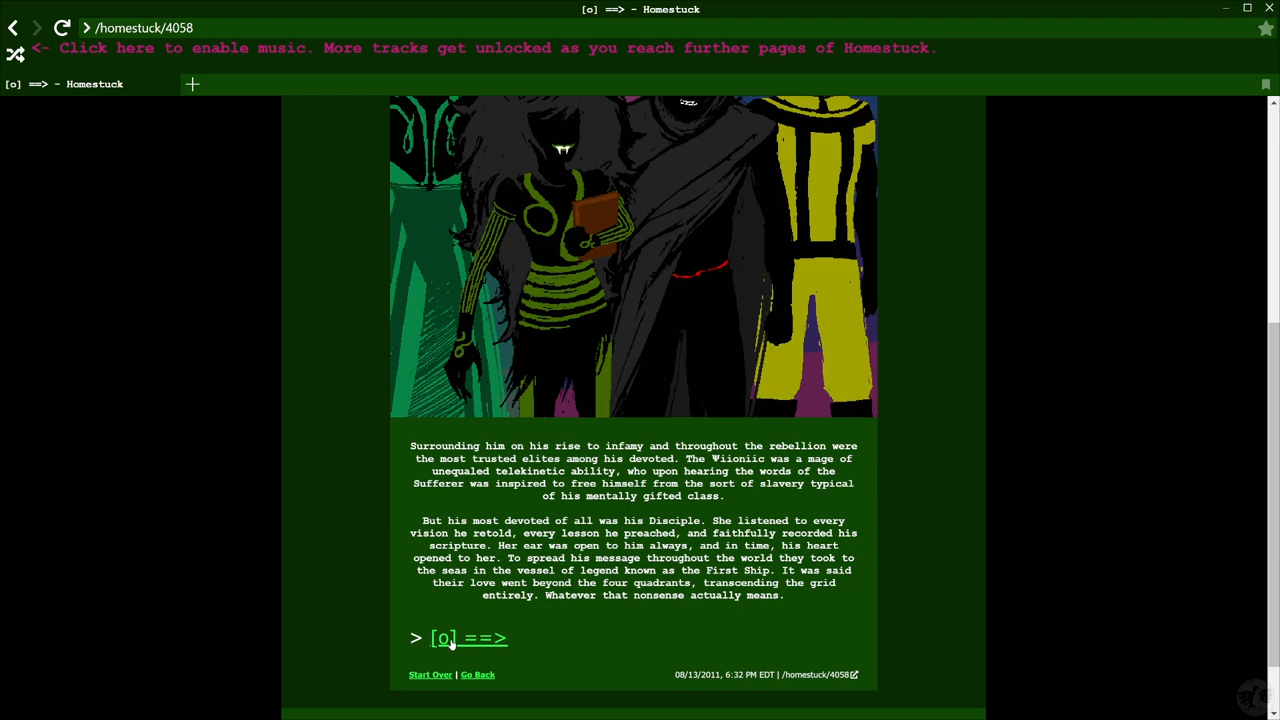 [o] ==> - Homestuck
/homestuck/4058
<- Click here to enable music. More tracks get unlocked as you reach further pages of Homestuck.
[o] ==> - Homestuck
Surrounding him on his rise to infamy and throughout the rebellion were
the most trusted elites among his devoted. The Ψiioniic was a mage of
unequaled telekinetic ability, who upon hearing the words of the
Sufferer was inspired to free himself from the sort of slavery typical
of his mentally gifted class.
But his most devoted of all was his Disciple. She listened to every
vision he retold, every lesson he preached, and faithfully recorded his
scripture. Her ear was open to him always, and in time, his heart
opened to her. To spread his message throughout the world they took to
the seas in the vessel of legend known as the First Ship. It was said
their love went beyond the four quadrants, transcending the grid
entirely. Whatever that nonsense actually means.
> [o] ==>
Start Over | Go Back
08/13/2011, 6:32 PM EDT | /homestuck/4058